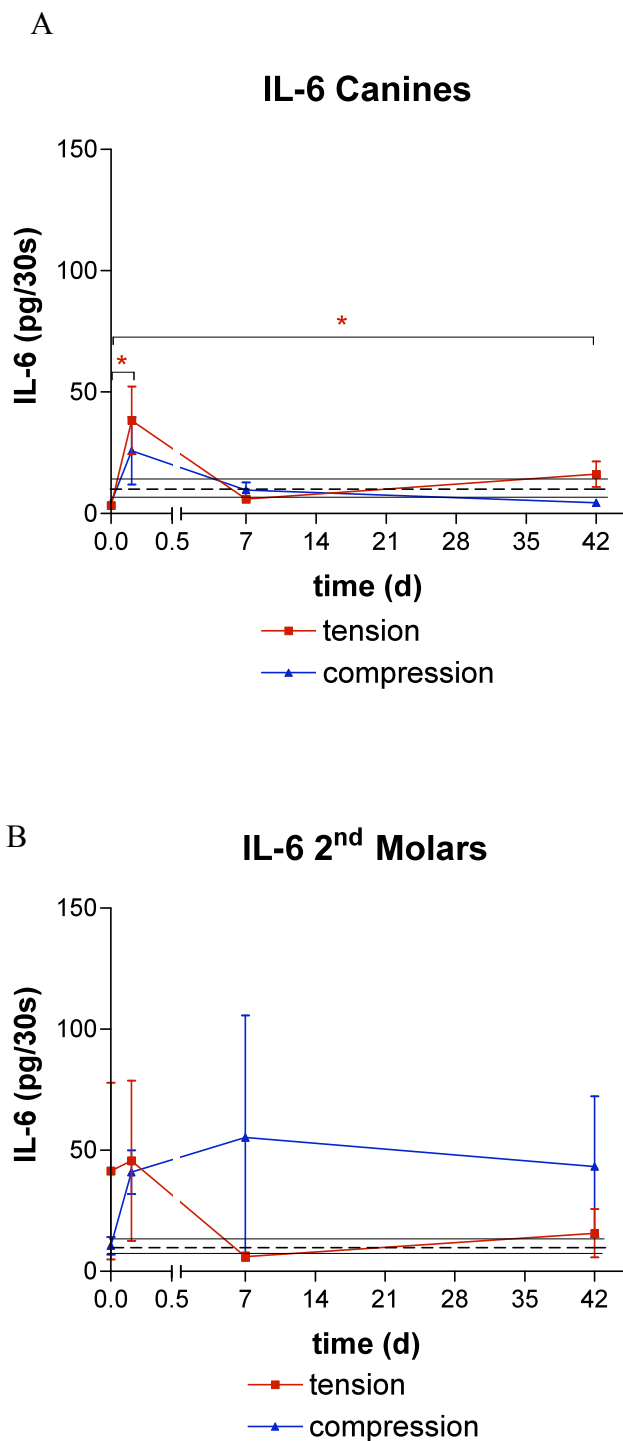 A
IL-6 Canines
150
100
50
0
IL-6 (pg/30s)
*
*
0.0 0.5 7 14 21 28 35 42
time (d)
tension
compression
B
IL-6 2nd Molars
150
100
50
0
IL-6 (pg/30s)
0.0 0.5 7 14 21 28 35 42
time (d)
tension
compression